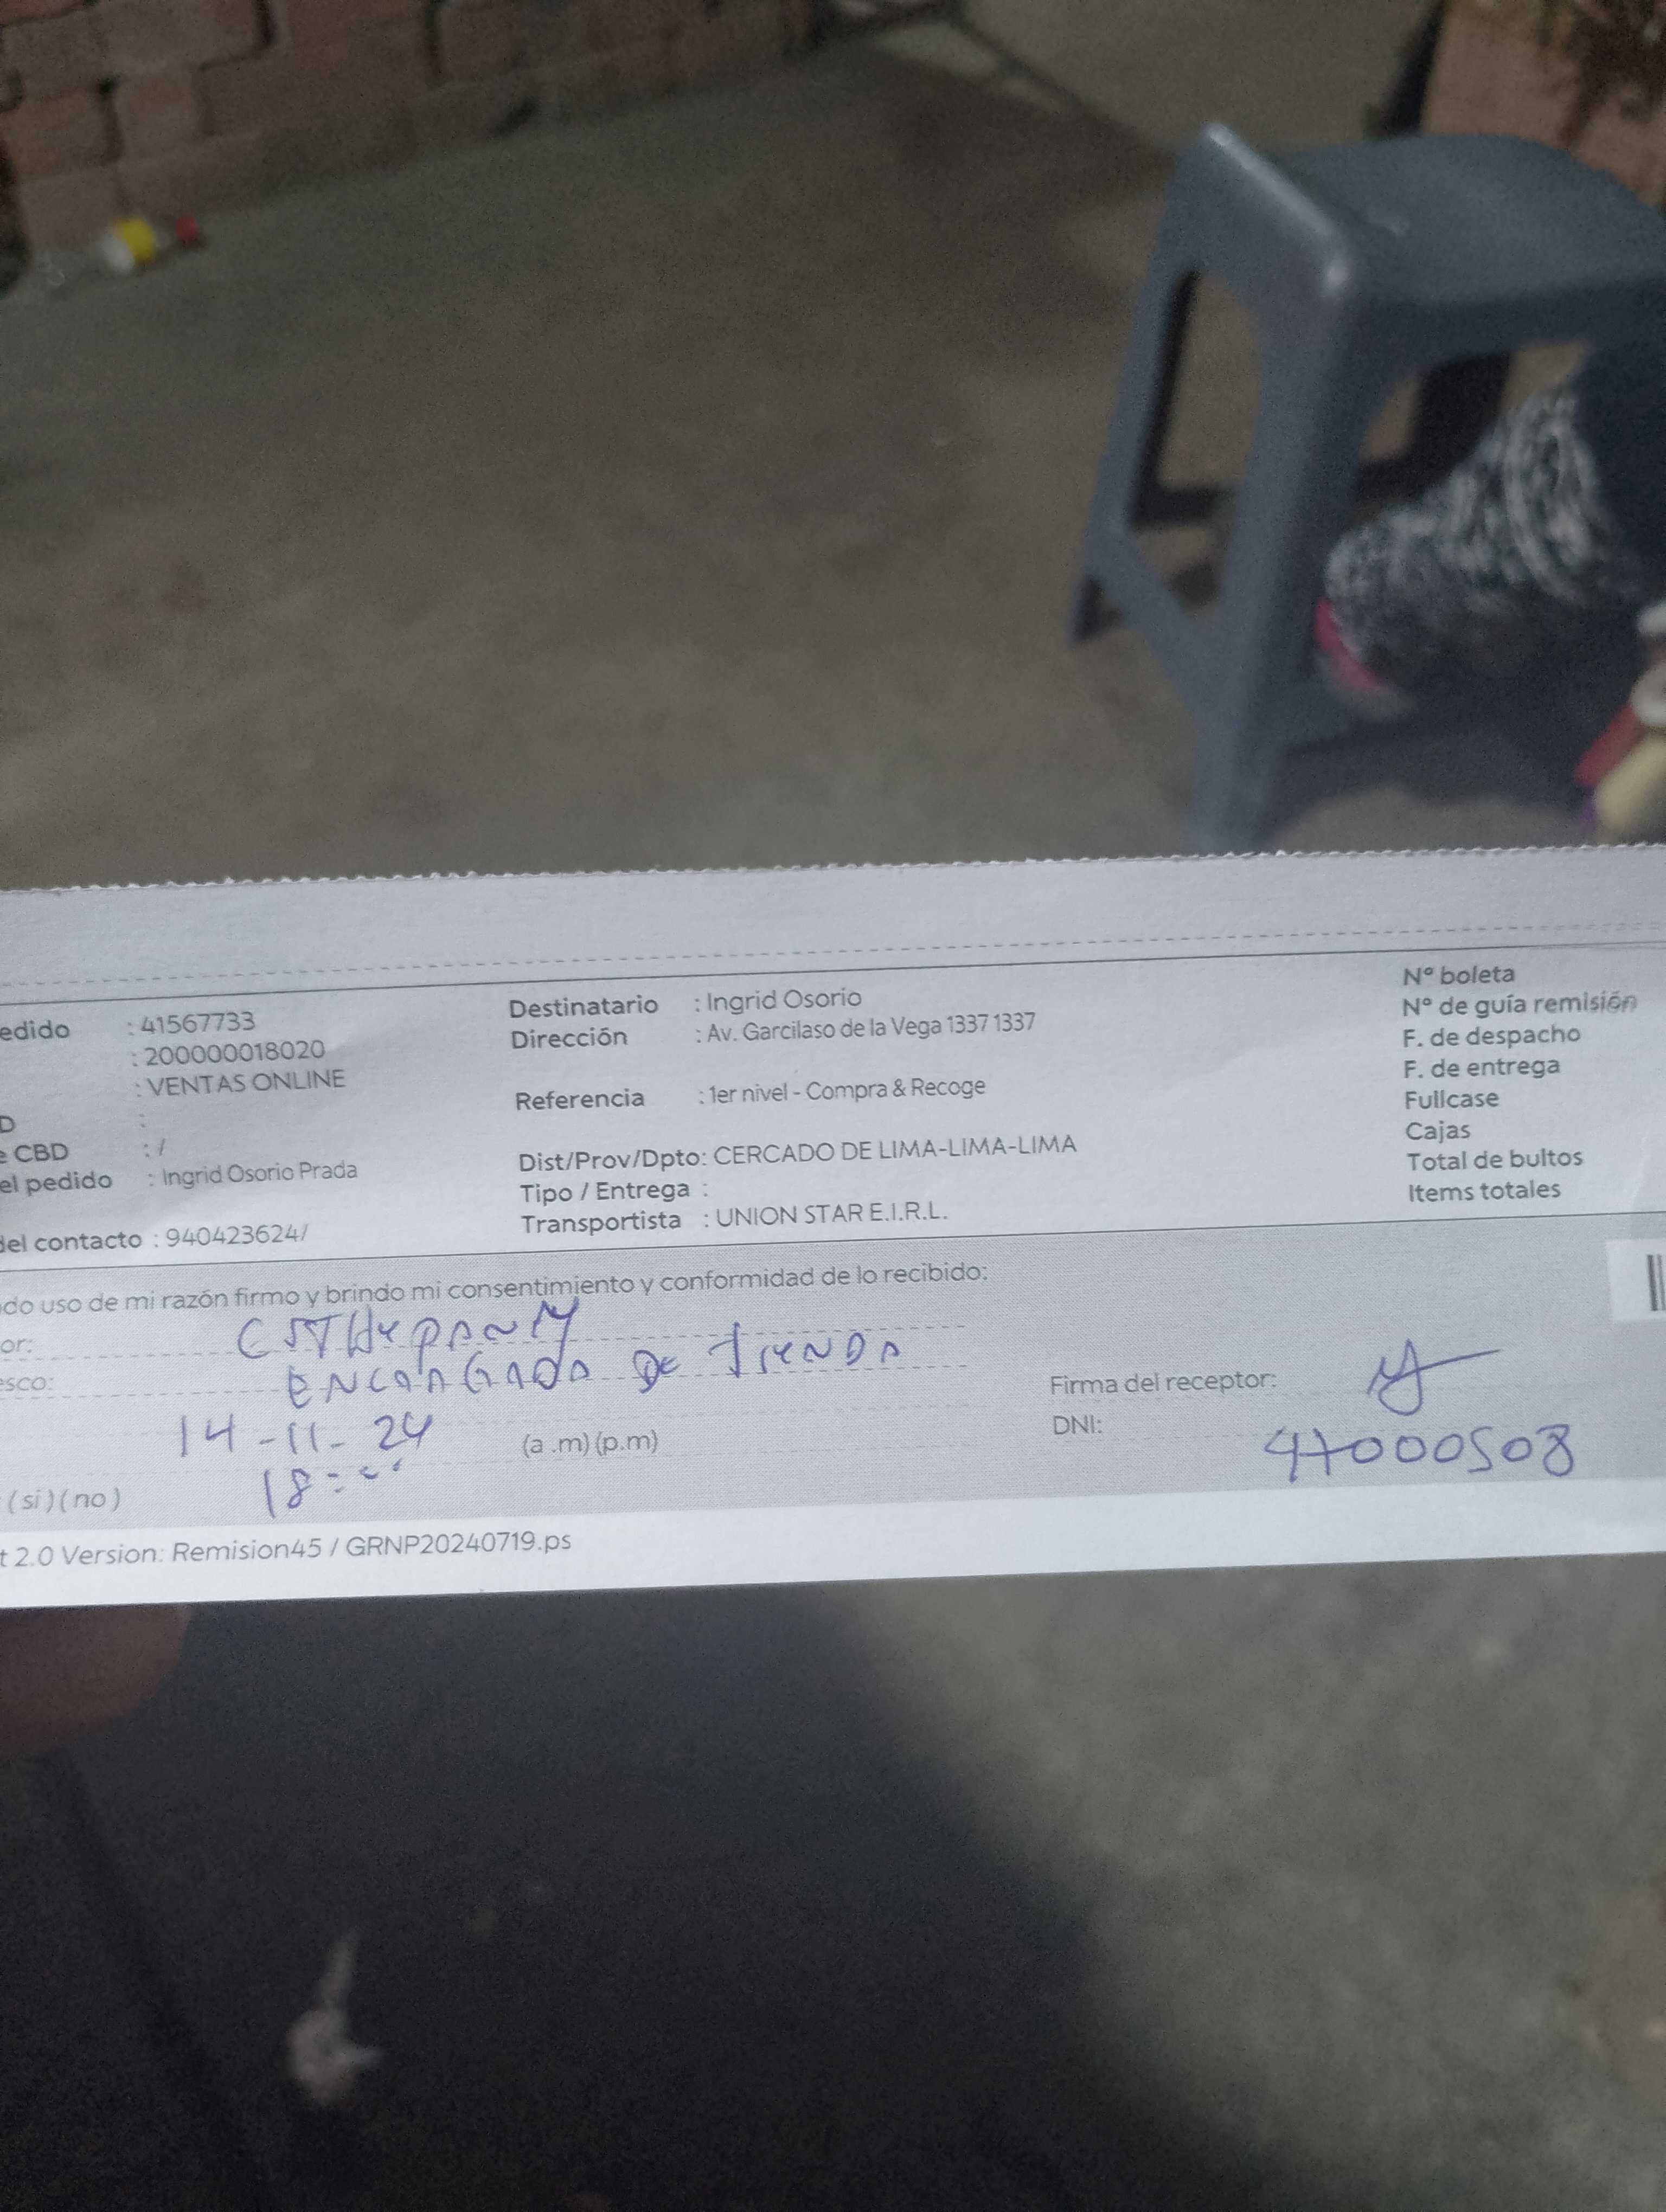 edido : 41567733
: 200000018020
: VENTAS ONLINE
D :
e CBD : /
el pedido : Ingrid Osorio Prada
del contacto : 940423624/
Destinatario : Ingrid Osorio
Dirección : Av. Garcilaso de la Vega 1337 1337
Referencia : 1er nivel - Compra & Recoge
Dist/Prov/Dpto: CERCADO DE LIMA-LIMA-LIMA
Tipo / Entrega :
Transportista : UNION STAR E.I.R.L.
N° boleta
N° de guía remisión
F. de despacho
F. de entrega
Fullcase
Cajas
Total de bultos
Items totales
do uso de mi razón firmo y brindo mi consentimiento y conformidad de lo recibido:
or: ESTHEPANY
esco: ENCARGADA DE TIENDA
14-11-24 (a .m) (p.m)
18:
(si) (no)
Firma del receptor:
DNI: 47000508
t 2.0 Version: Remision45 / GRNP20240719.ps